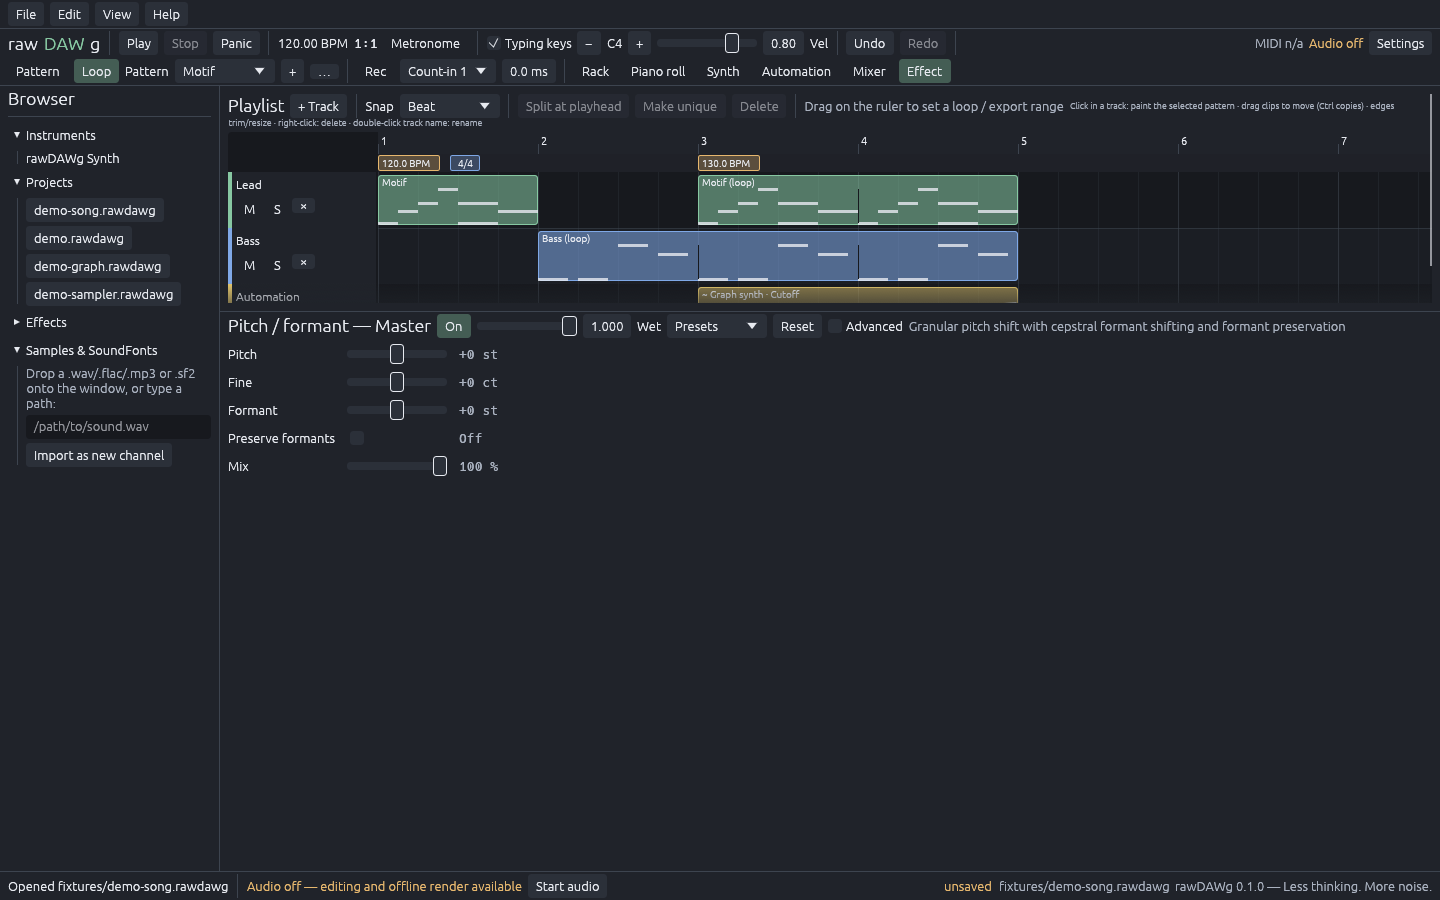 File Edit View Help
raw DAW g Play Stop Panic 120.00 BPM 1:1 Metronome Typing keys − C4 + 0.80 Vel Undo Redo MIDI n/a Audio off Settings
Pattern Loop Pattern Motif + ... Rec Count-in 1 0.0 ms Rack Piano roll Synth Automation Mixer Effect
Browser
Instruments
rawDAWg Synth
Projects
demo-song.rawdawg
demo.rawdawg
demo-graph.rawdawg
demo-sampler.rawdawg
Effects
Samples & SoundFonts
Drop a .wav/.flac/.mp3 or .sf2
onto the window, or type a
path:
/path/to/sound.wav
Import as new channel
Playlist + Track Snap Beat Split at playhead Make unique Delete Drag on the ruler to set a loop / export range Click in a track: paint the selected pattern · drag clips to move (Ctrl copies) · edges
trim/resize · right-click: delete · double-click track name: rename
1 2 3 4 5 6 7
120.0 BPM 4/4 130.0 BPM
Lead Motif Motif (loop)
M S ×
Bass Bass (loop)
M S ×
Automation ~ Graph synth · Cutoff
Pitch / formant — Master On 1.000 Wet Presets Reset Advanced Granular pitch shift with cepstral formant shifting and formant preservation
Pitch +0 st
Fine +0 ct
Formant +0 st
Preserve formants Off
Mix 100 %
Opened fixtures/demo-song.rawdawg Audio off — editing and offline render available Start audio unsaved fixtures/demo-song.rawdawg rawDAWg 0.1.0 — Less thinking. More noise.